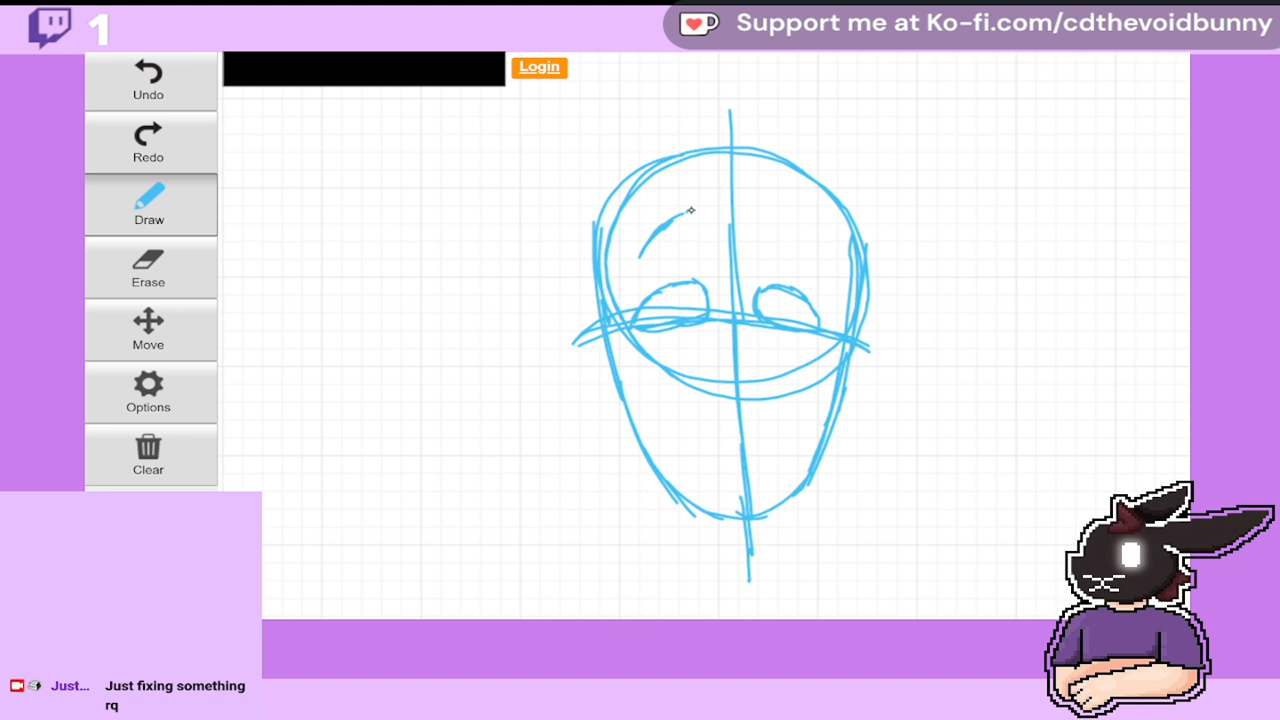 1
Support me at Ko-fi.com/cdthevoidbunny
Login
Undo
Redo
Draw
Erase
Move
Options
Clear
Just... Just fixing something
rq